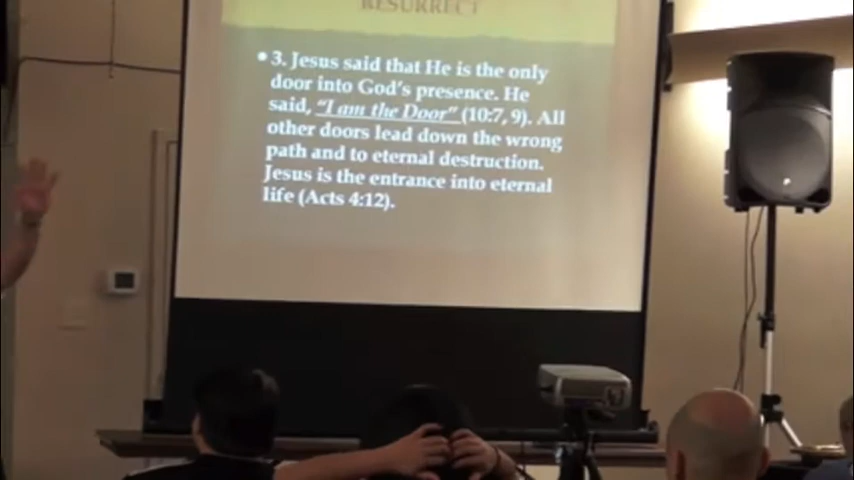 RESURRECT
• 3. Jesus said that He is the only
door into God's presence. He
said, "I am the Door" (10:7, 9). All
other doors lead down the wrong
path and to eternal destruction.
Jesus is the entrance into eternal
life (Acts 4:12).